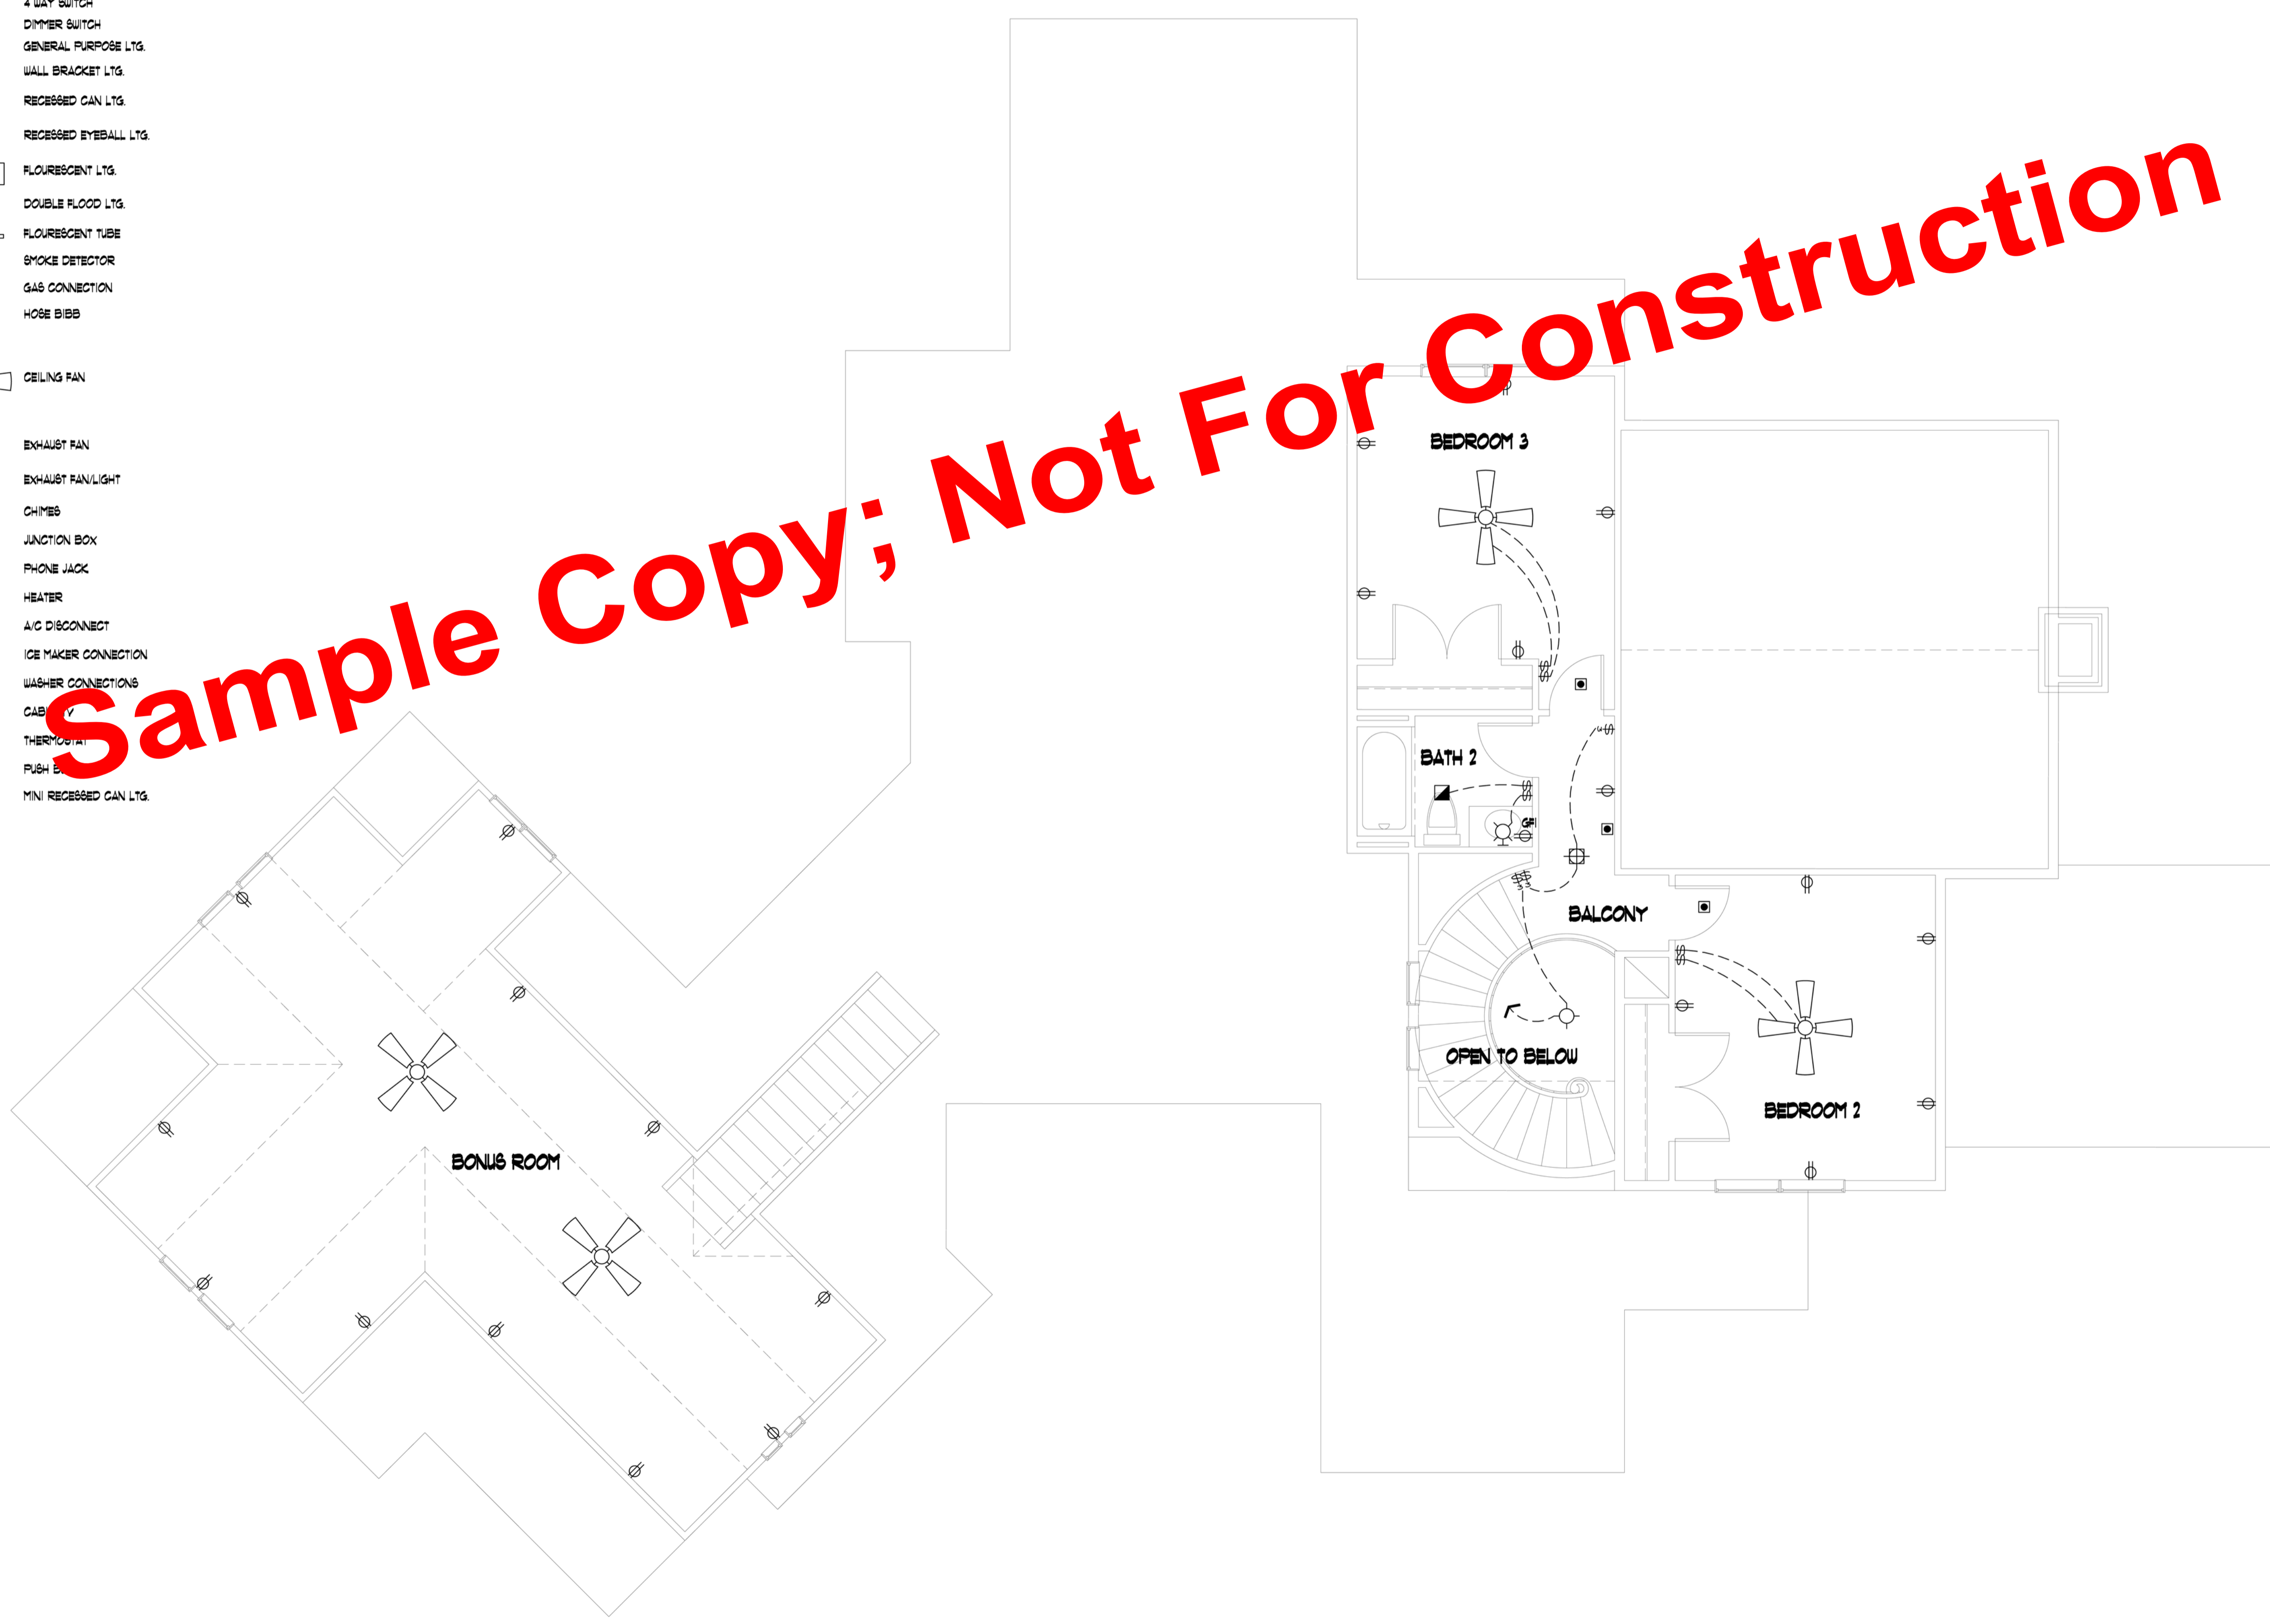 4 WAY SWITCH
DIMMER SWITCH
GENERAL PURPOSE LTG.
WALL BRACKET LTG.
RECESSED CAN LTG.
RECESSED EYEBALL LTG.
FLOURESCENT LTG.
DOUBLE FLOOD LTG.
FLOURESCENT TUBE
SMOKE DETECTOR
GAS CONNECTION
HOSE BIBB
CEILING FAN
EXHAUST FAN
EXHAUST FAN/LIGHT
CHIMES
JUNCTION BOX
PHONE JACK
HEATER
A/C DISCONNECT
ICE MAKER CONNECTION
WASHER CONNECTIONS
THERMOSTAT
PUSH
MINI RECESSED CAN LTG.
Sample Copy; Not For Construction
BEDROOM 3
BATH 2
GFI
BALCONY
OPEN TO BELOW
BEDROOM 2
BONUS ROOM